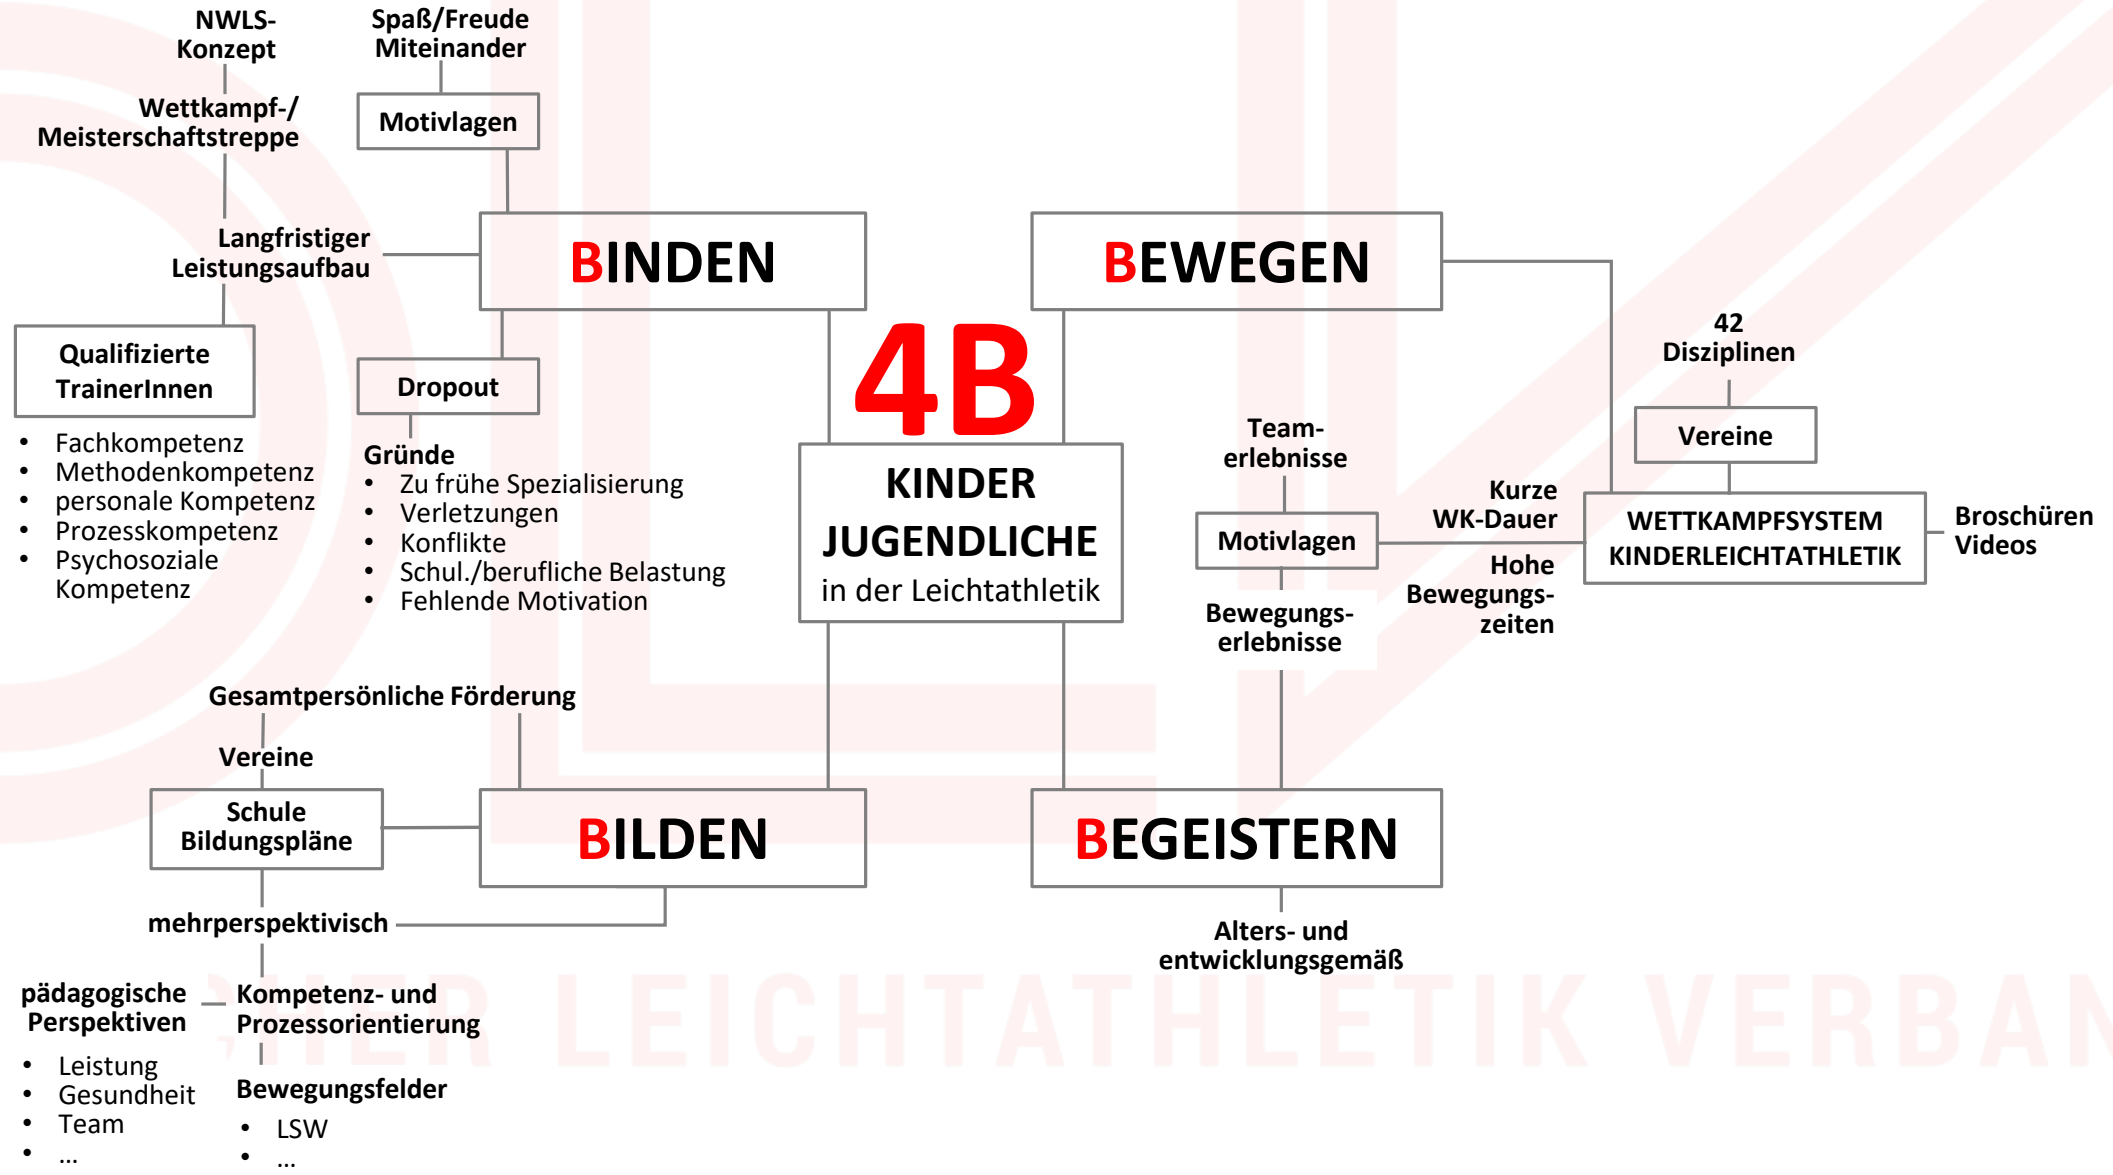 NWLS-
Konzept
Wettkampf-/
Meisterschaftstreppe
Langfristiger
Leistungsaufbau
Qualifizierte
TrainerInnen
• Fachkompetenz
• Methodenkompetenz
• personale Kompetenz
• Prozesskompetenz
• Psychosoziale
Kompetenz
Spaß/Freude
Miteinander
Motivlagen
BINDEN
Dropout
Gründe
• Zu frühe Spezialisierung
• Verletzungen
• Konflikte
• Schul./berufliche Belastung
• Fehlende Motivation
4B
KINDER
JUGENDLICHE
in der Leichtathletik
BEWEGEN
42
Disziplinen
Vereine
WETTKAMPFSYSTEM
KINDERLEICHTATHLETIK
Broschüren
Videos
Kurze
WK-Dauer
Hohe
Bewegungs-
zeiten
Team-
erlebnisse
Motivlagen
Bewegungs-
erlebnisse
Gesamtpersönliche Förderung
Vereine
Schule
Bildungspläne
BILDEN
mehrperspektivisch
pädagogische
Perspektiven
• Leistung
• Gesundheit
• Team
• …
Kompetenz- und
Prozessorientierung
Bewegungsfelder
• LSW
• …
BEGEISTERN
Alters- und
entwicklungsgemäß
HER LEICHTATHLETIK VERBAN